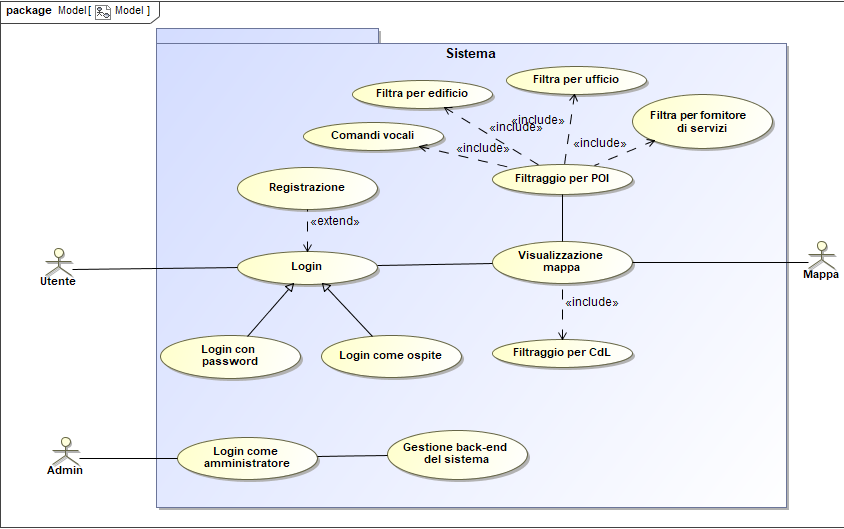 package Model [ Model ]
Sistema
Filtra per ufficio
Filtra per edificio
Filtra per fornitore
di servizi
«include»
«include»
Comandi vocali
«include»
«include»
Filtraggio per POI
Registrazione
«extend»
Visualizzazione
mappa
Login
Utente
Mappa
«include»
Login con
password
Login come ospite
Filtraggio per CdL
Gestione back-end
del sistema
Login come
amministratore
Admin